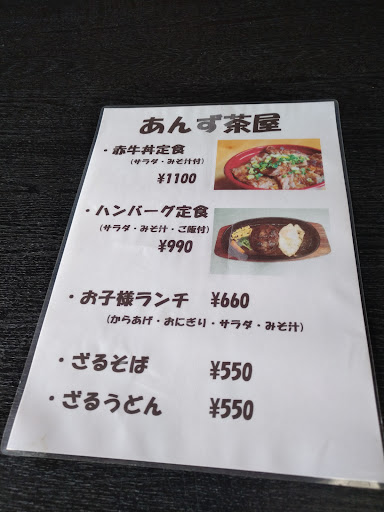 あんず茶屋
・赤牛丼定食
(サラダ・みそ汁付)
¥1100
・ハンバーグ定食
(サラダ・みそ汁・ご飯付)
¥990
・お子様ランチ ¥660
(からあげ・おにぎり・サラダ・みそ汁)
・ざるそば ¥550
・ざるうどん ¥550